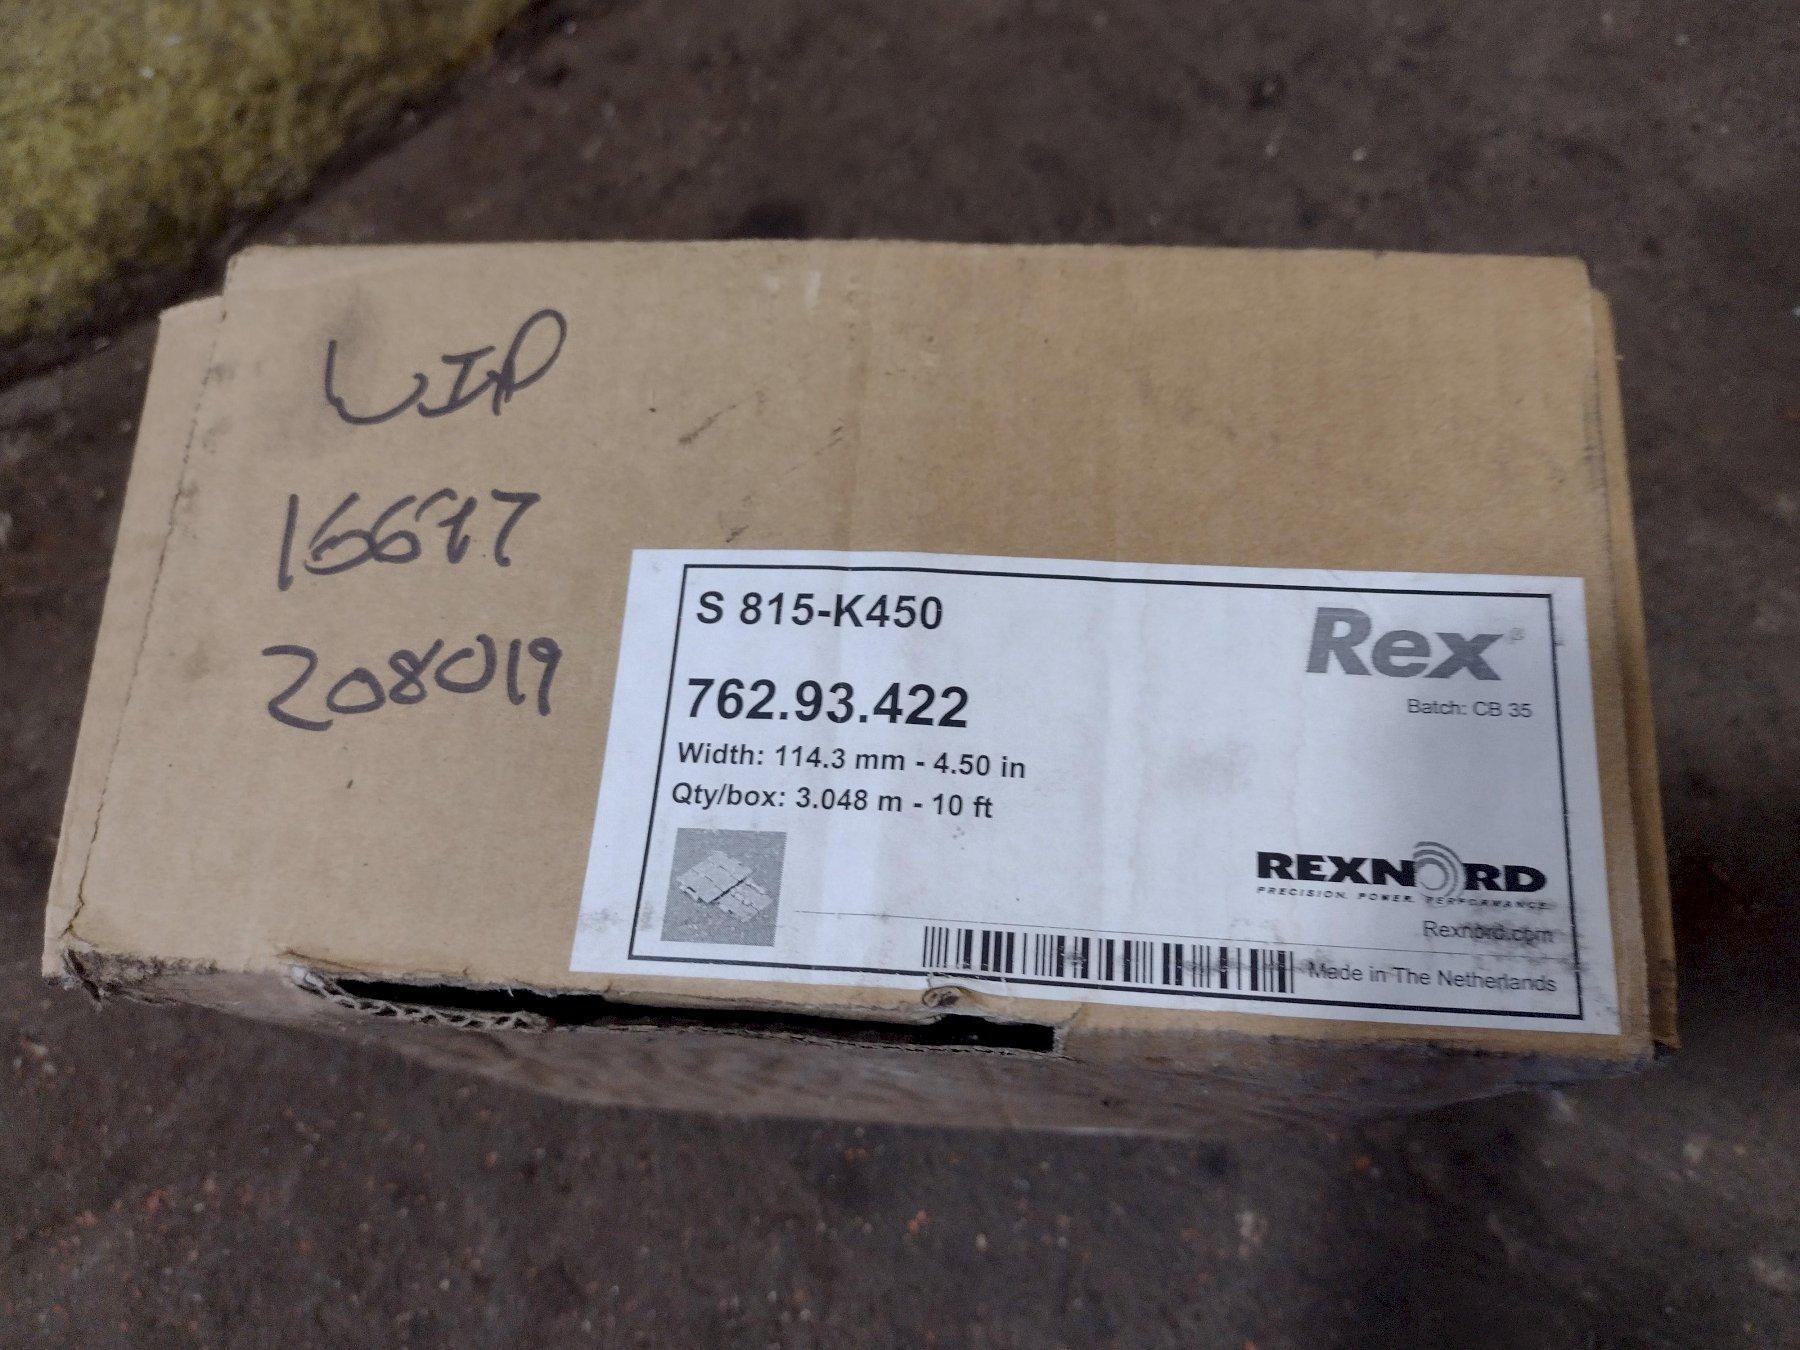 WIP
16697
208019
S 815-K450
Rex®
762.93.422
Batch: CB 35
Width: 114.3 mm - 4.50 in
Qty/box: 3.048 m - 10 ft
REXNORD
PRECISION. POWER. PERFORMANCE.
Rexnord.com
Made in The Netherlands